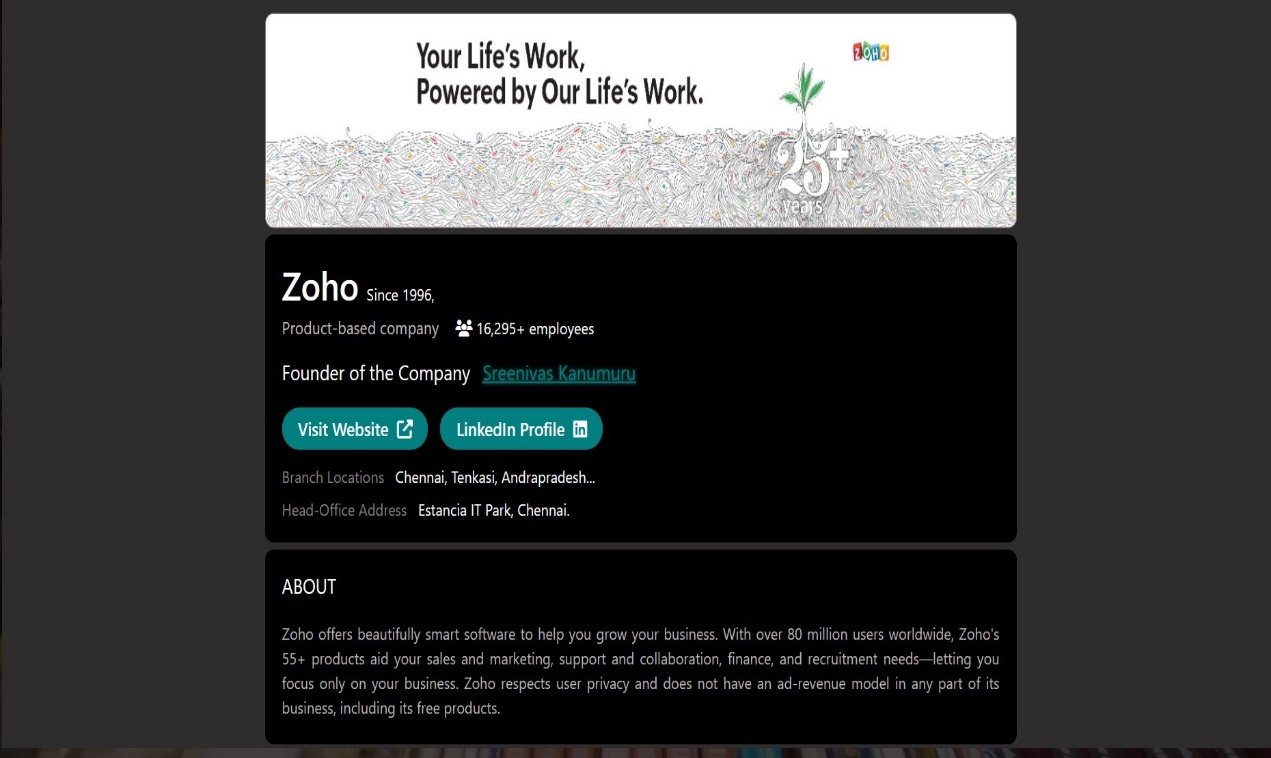 Your Life's Work,
Powered by Our Life's Work.
ZOHO
25+
years
Zoho Since 1996,
Product-based company 16,295+ employees
Founder of the Company Sreenivas Kanumuru
Visit Website LinkedIn Profile in
Branch Locations Chennai, Tenkasi, Andrapradesh...
Head-Office Address Estancia IT Park, Chennai.
ABOUT
Zoho offers beautifully smart software to help you grow your business. With over 80 million users worldwide, Zoho's
55+ products aid your sales and marketing, support and collaboration, finance, and recruitment needs—letting you
focus only on your business. Zoho respects user privacy and does not have an ad-revenue model in any part of its
business, including its free products.